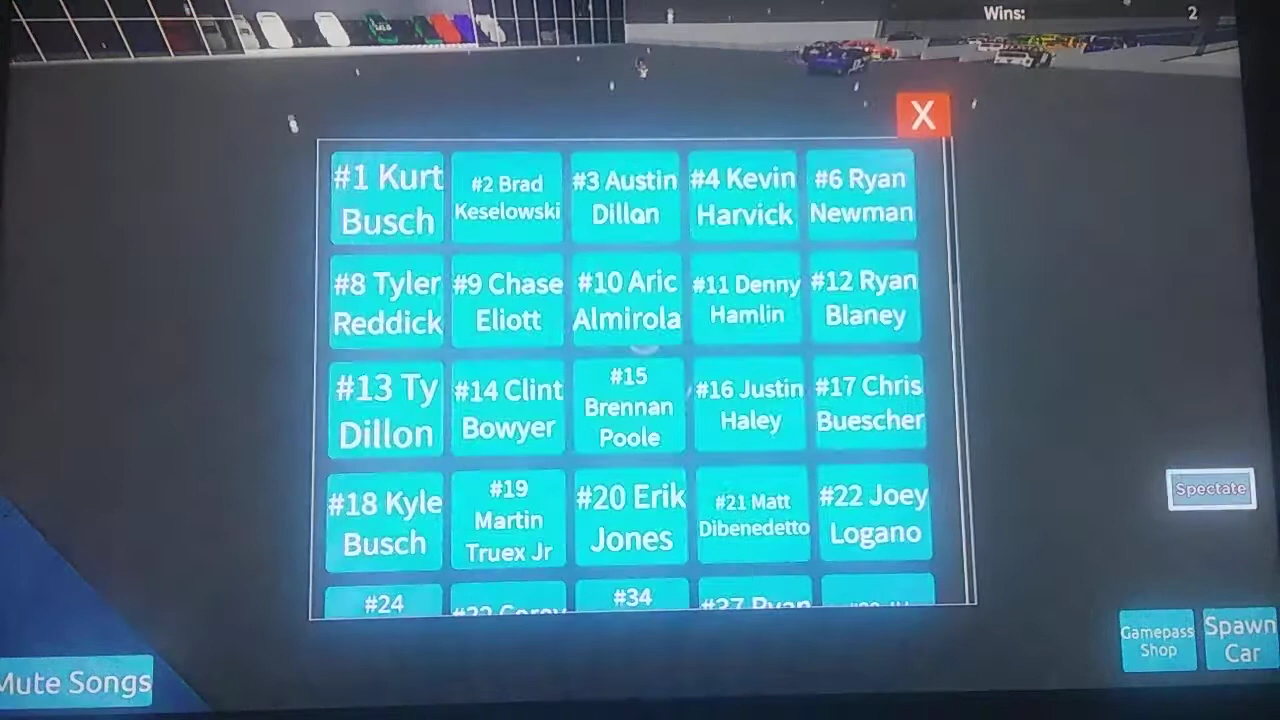 Wins: 2
X
#1 Kurt
Busch
#2 Brad
Keselowski
#3 Austin
Dillon
#4 Kevin
Harvick
#6 Ryan
Newman
#8 Tyler
Reddick
#9 Chase
Eliott
#10 Aric
Almirola
#11 Denny
Hamlin
#12 Ryan
Blaney
#13 Ty
Dillon
#14 Clint
Bowyer
#15
Brennan
Poole
#16 Justin
Haley
#17 Chris
Buescher
#18 Kyle
Busch
#19
Martin
Truex Jr
#20 Erik
Jones
#21 Matt
Dibenedetto
#22 Joey
Logano
#24
Corey
#34
#37 Ryan
Spectate
Gamepass
Shop
Spawn
Car
Mute Songs